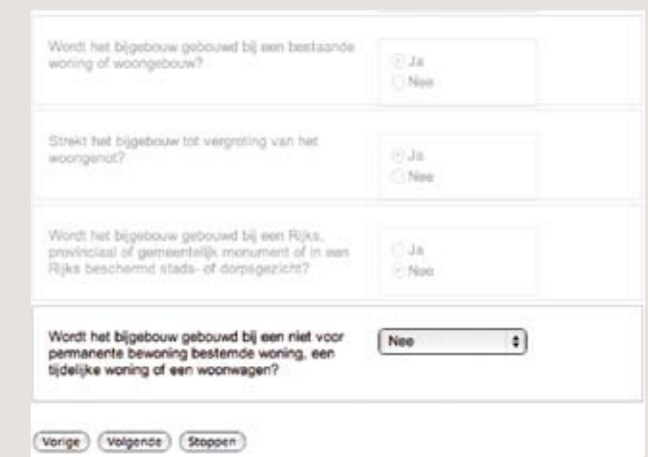 Wordt het bijgebouw gebouwd bij een bestaande
woning of woongebouw?
Ja
Nee
Strekt het bijgebouw tot vergroting van het
woongenot?
Ja
Nee
Wordt het bijgebouw gebouwd bij een Rijks,
provinciaal of gemeentelijk monument of in een
Rijks beschermd stads- of dorpsgezicht?
Ja
Nee
Wordt het bijgebouw gebouwd bij een niet voor
permanente bewoning bestemde woning, een
tijdelijke woning of een woonwagen?
Nee
Vorige Volgende Stoppen